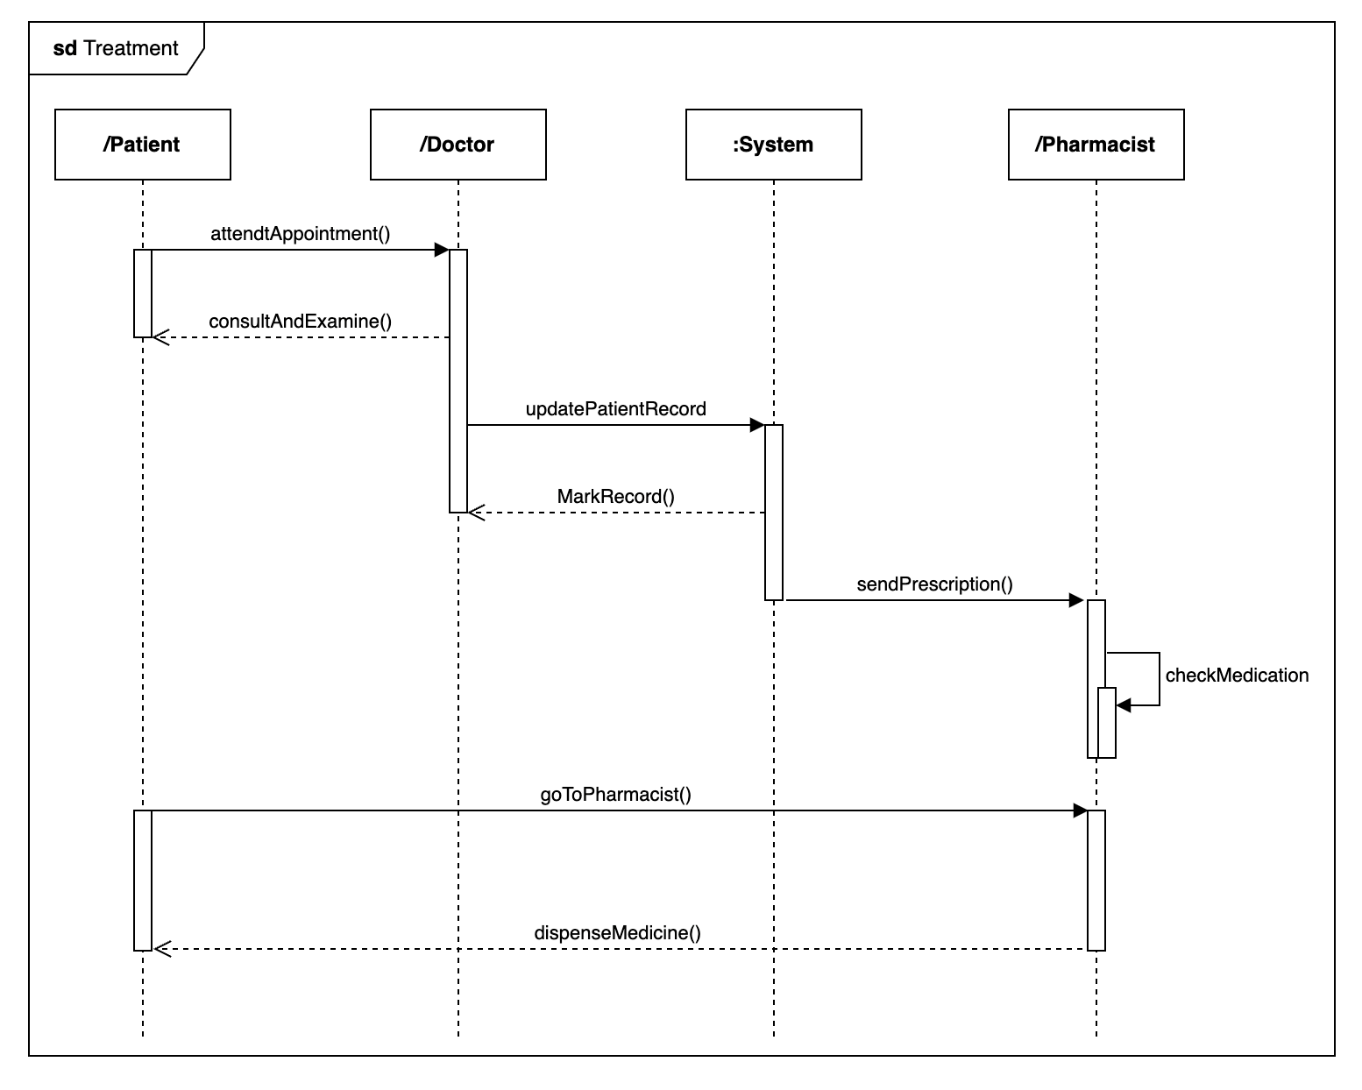 sd Treatment
/Patient
/Doctor
:System
/Pharmacist
attendtAppointment()
consultAndExamine()
updatePatientRecord
MarkRecord()
sendPrescription()
checkMedication
goToPharmacist()
dispenseMedicine()